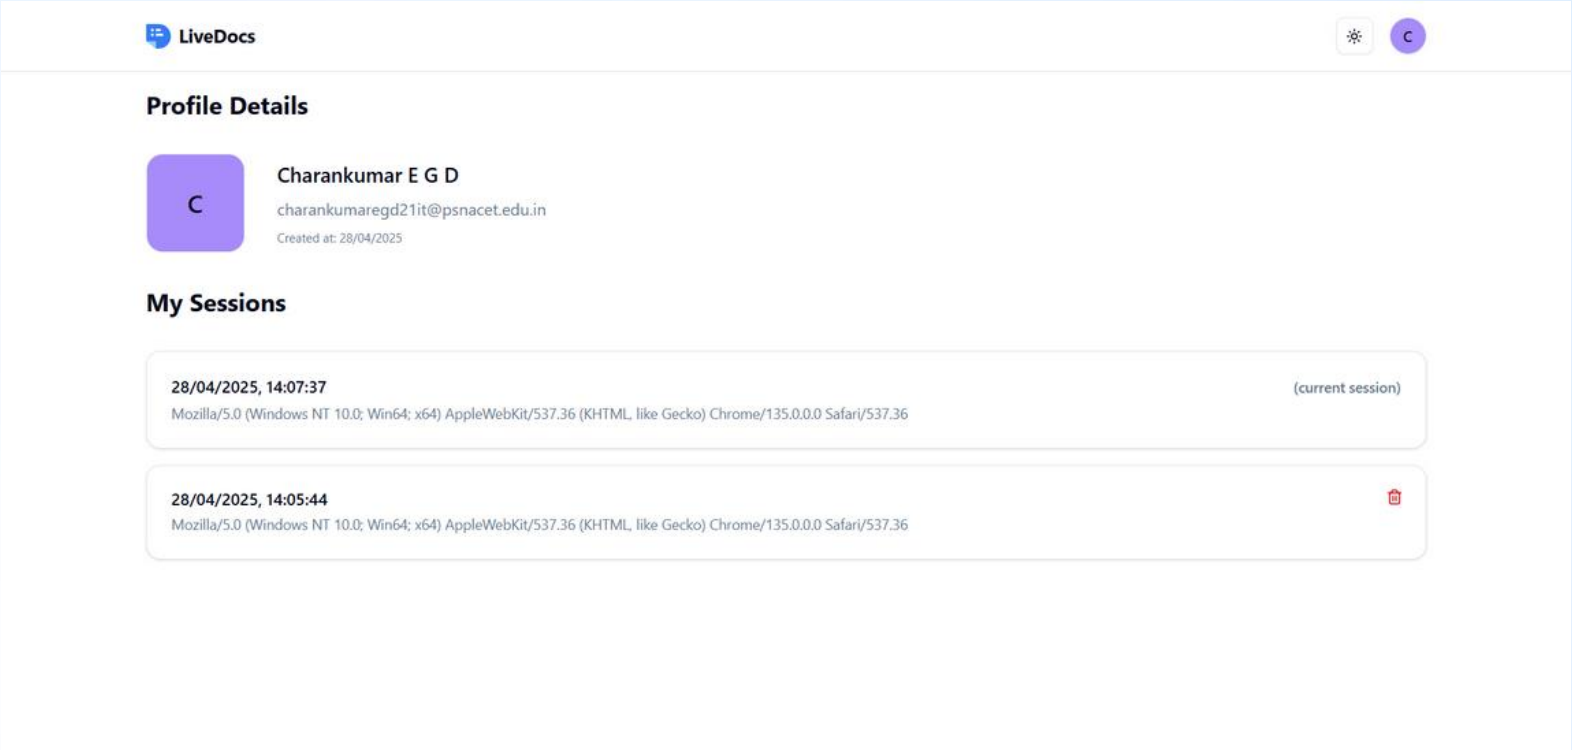 LiveDocs
C
Profile Details
C
Charankumar E G D
charankumaregd21it@psnacet.edu.in
Created at: 28/04/2025
My Sessions
28/04/2025, 14:07:37
(current session)
Mozilla/5.0 (Windows NT 10.0; Win64; x64) AppleWebKit/537.36 (KHTML, like Gecko) Chrome/135.0.0.0 Safari/537.36
28/04/2025, 14:05:44
Mozilla/5.0 (Windows NT 10.0; Win64; x64) AppleWebKit/537.36 (KHTML, like Gecko) Chrome/135.0.0.0 Safari/537.36